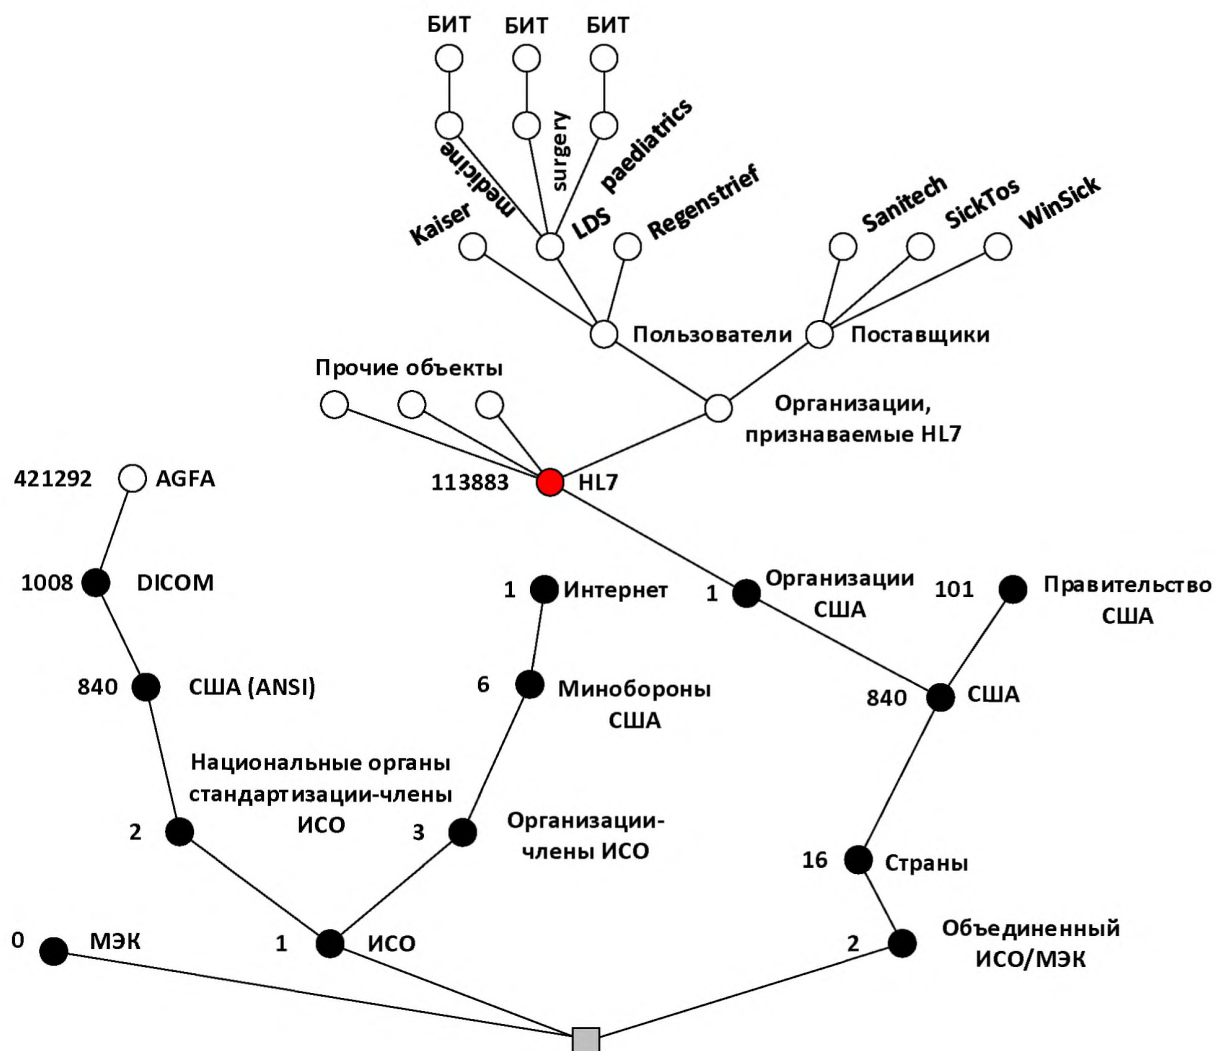 БИТ
БИТ
БИТ
medicine
surgery
paediatrics
Kaiser
LDS
Regenstrief
Sanitech
SickTos
WinSick
Пользователи
Поставщики
Прочие объекты
Организации,
признаваемые HL7
421292
AGFA
113883
HL7
1008
DICOM
1
Интернет
1
Организации
США
101
Правительство
США
840
США (ANSI)
6
Минобороны
США
840
США
Национальные органы
стандартизации-члены
ИСО
2
3
Организации-
члены ИСО
16
Страны
0
МЭК
1
ИСО
2
Объединенный
ИСО/МЭК